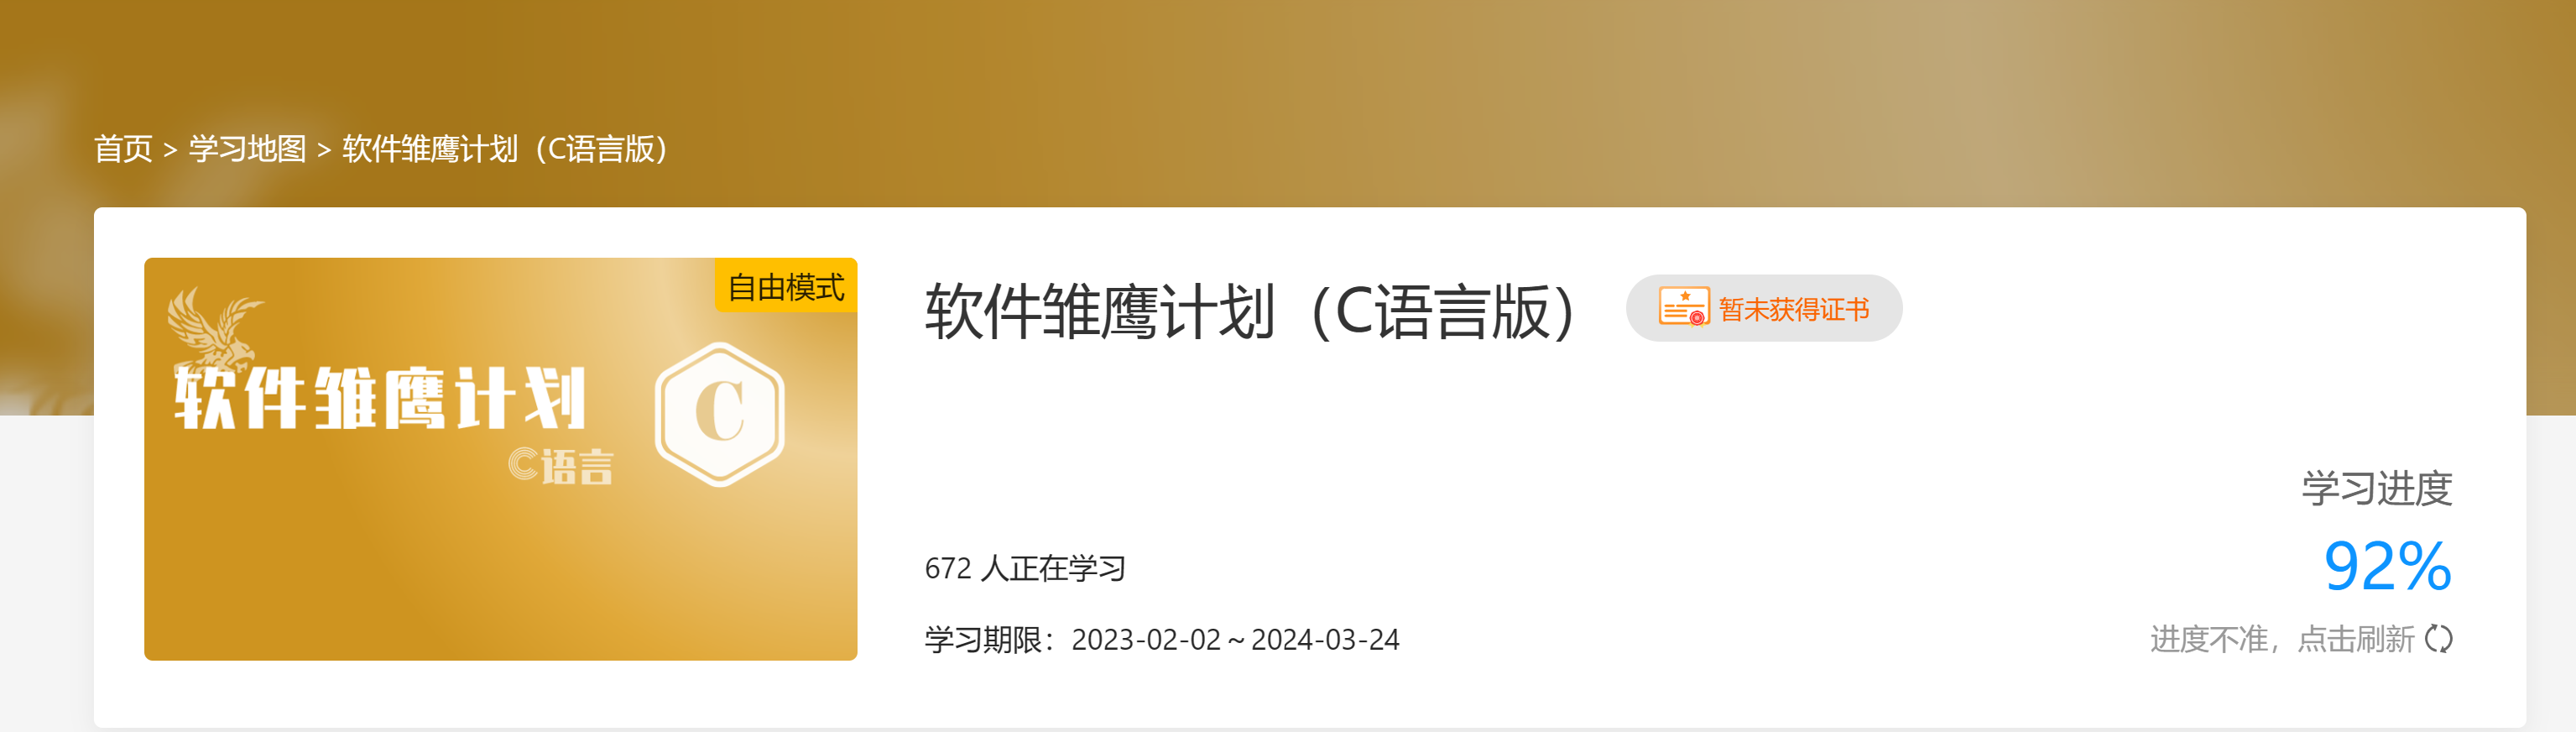 首页 > 学习地图 > 软件雏鹰计划（C语言版）
自由模式
软件雏鹰计划
C语言
C
软件雏鹰计划（C语言版）
暂未获得证书
672 人正在学习
学习期限：2023-02-02～2024-03-24
学习进度
92%
进度不准，点击刷新